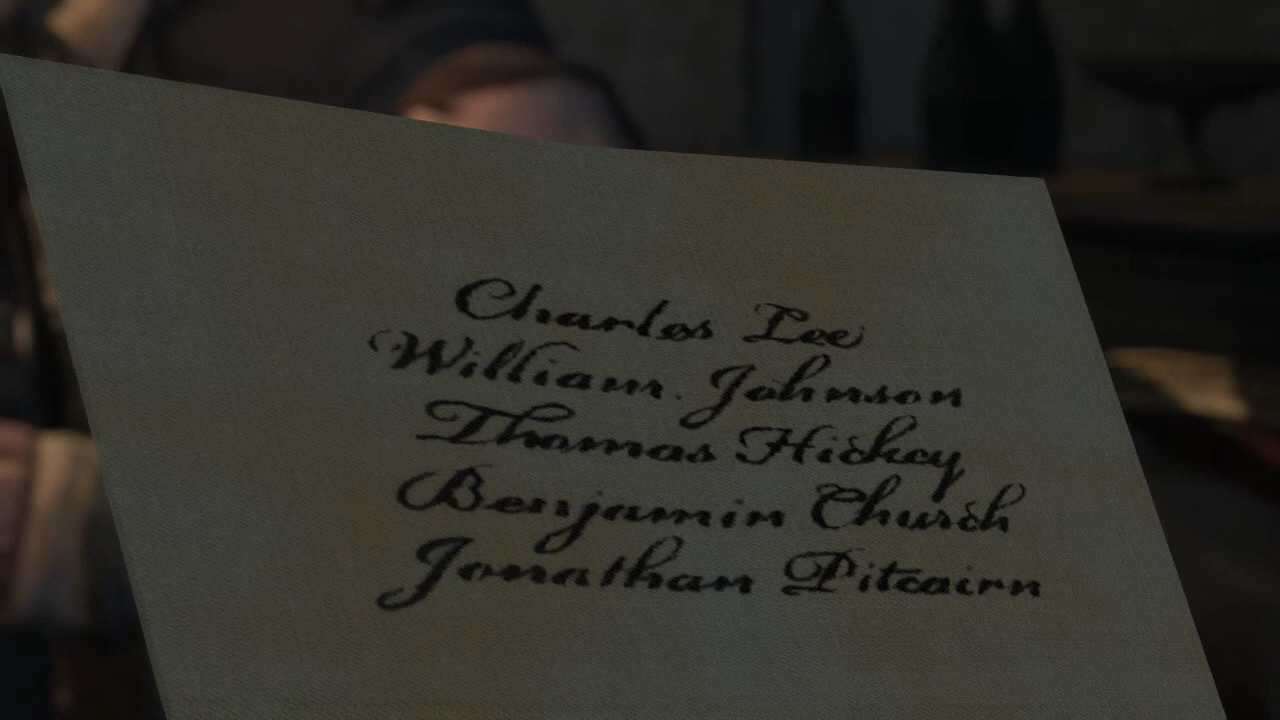 Charles Lee
William. Johnson
Thomas Hickey
Benjamin Church
Jonathan Pitcairn